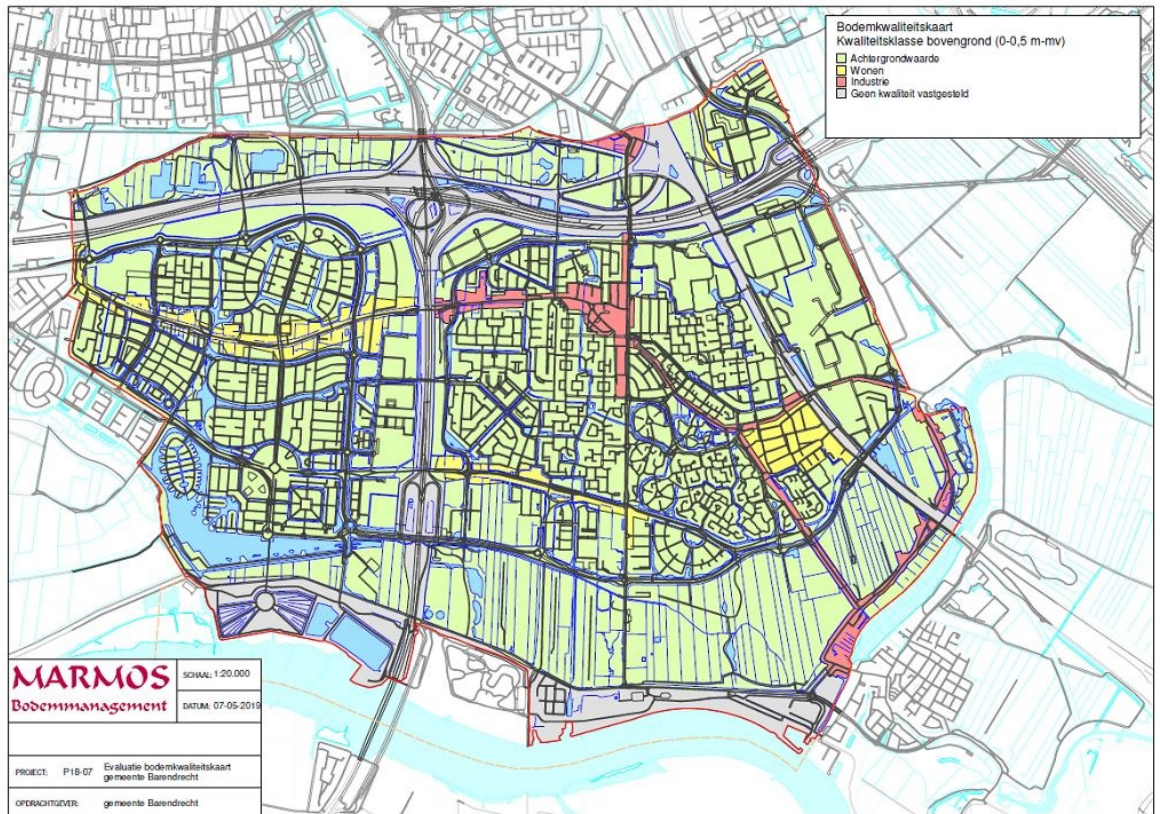 Bodemkwaliteitskaart
Kwaliteitsklasse bovengrond (0-0,5 m-mv)
Achtergrondwaarde
Wonen
Industrie
Geen kwaliteit vastgesteld
MARMOS
Bodemmanagement
SCHAAL: 1:20.000
DATUM: 07-05-2019
PROJECT: P18-07 Evaluatie bodemkwaliteitskaart
gemeente Barendrecht
OPDRACHTGEVER: gemeente Barendrecht